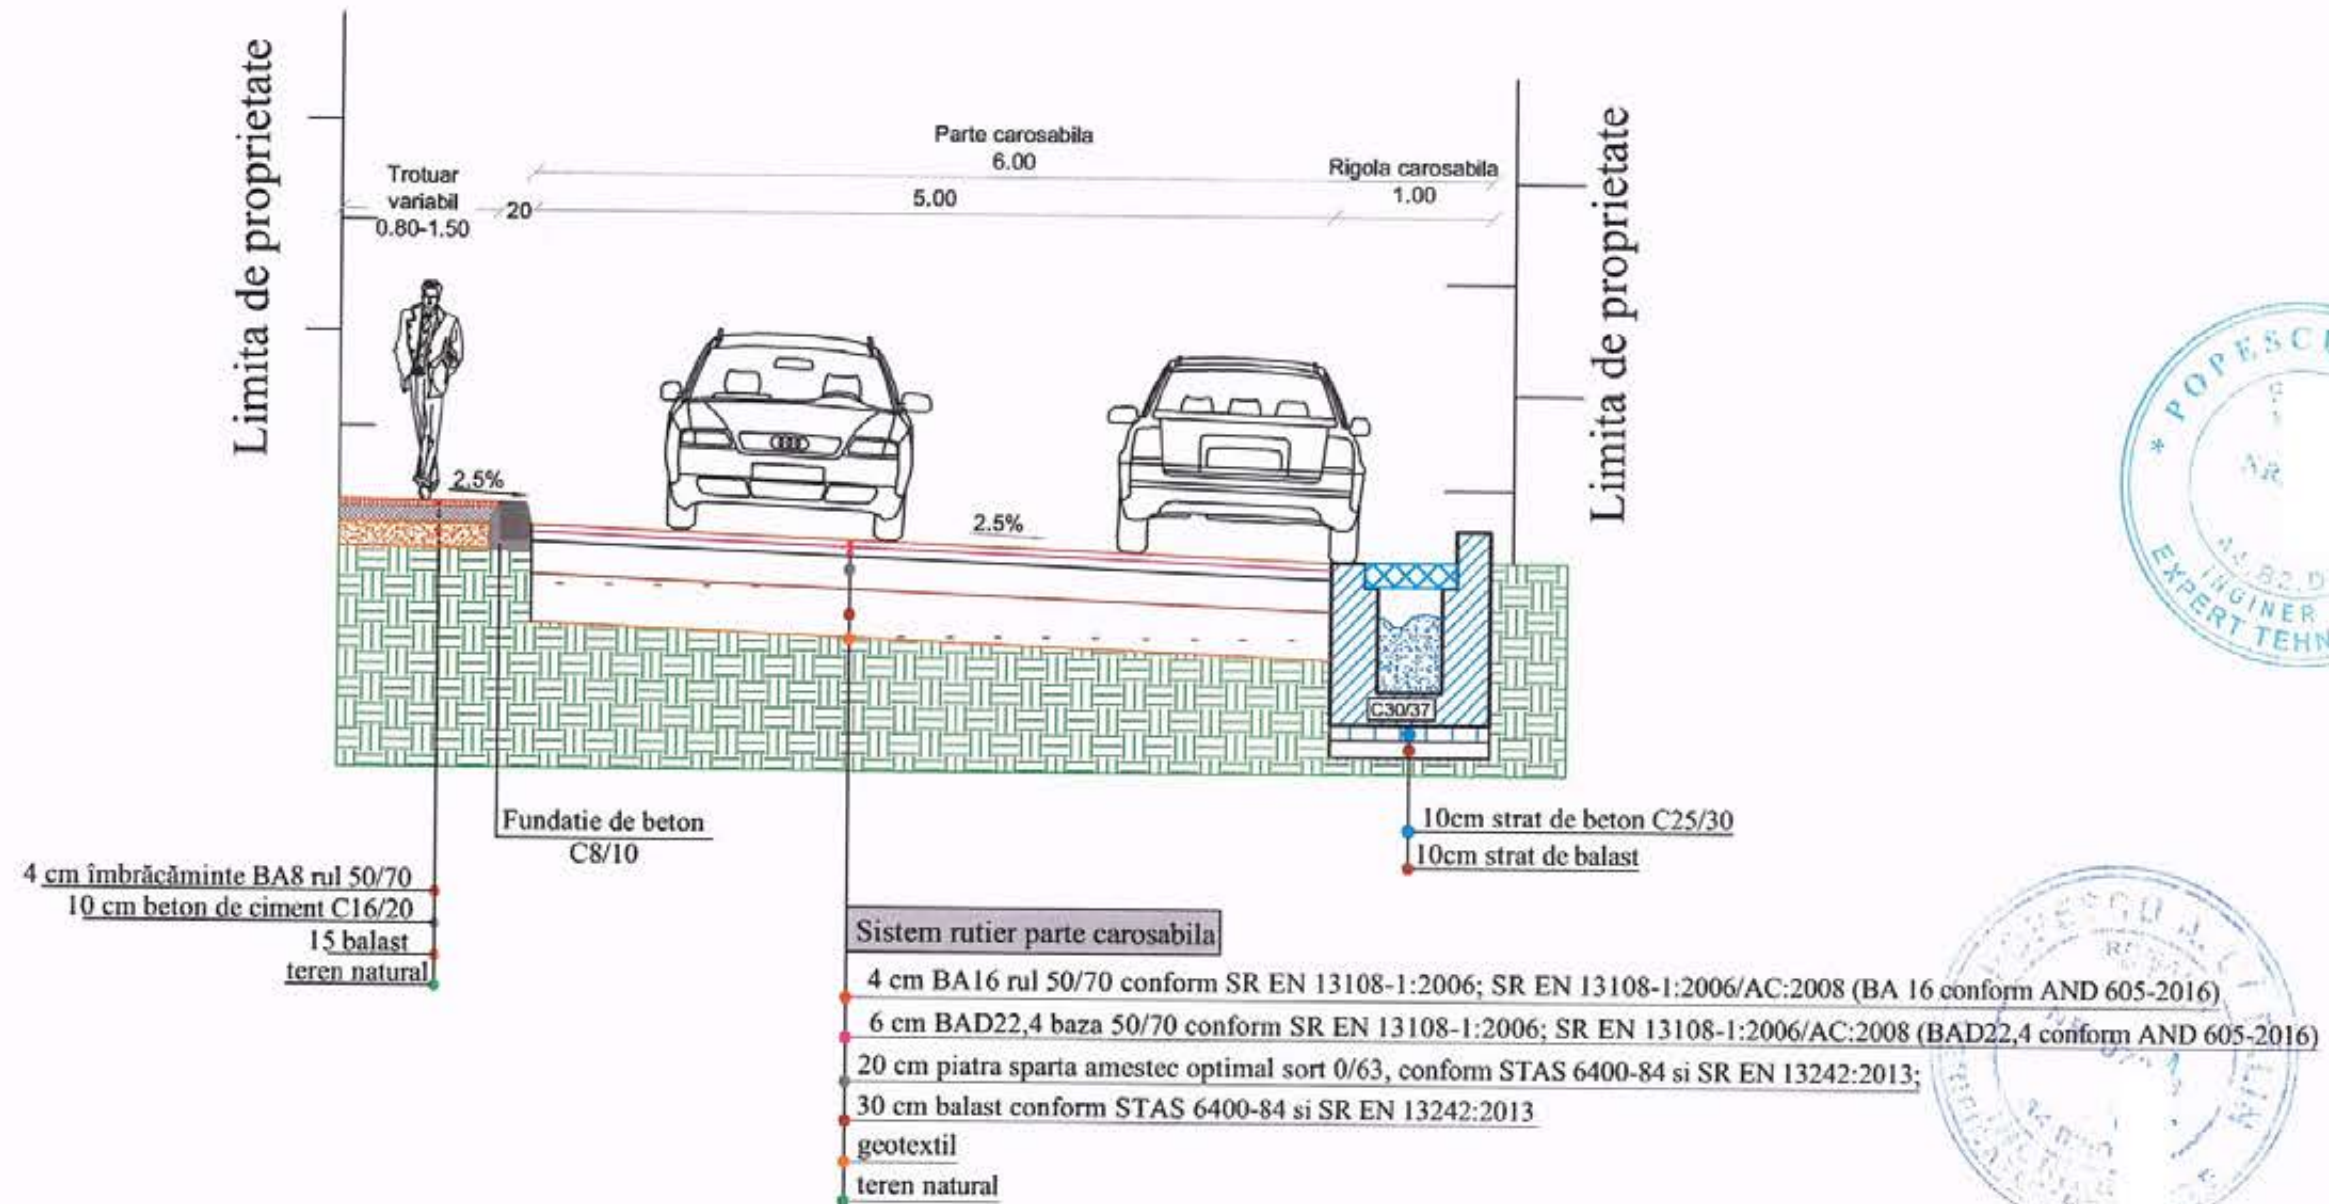 Limita de proprietate
Parte carosabila
6.00
Trotuar
variabil
0.80-1.50
20
5.00
Rigola carosabila
1.00
Limita de proprietate
2.5%
2.5%
C30/37
Fundatie de beton
C8/10
10cm strat de beton C25/30
10cm strat de balast
4 cm îmbrăcăminte BA8 rul 50/70
10 cm beton de ciment C16/20
15 balast
teren natural
Sistem rutier parte carosabila
4 cm BA16 rul 50/70 conform SR EN 13108-1:2006; SR EN 13108-1:2006/AC:2008 (BA 16 conform AND 605-2016)
6 cm BAD22,4 baza 50/70 conform SR EN 13108-1:2006; SR EN 13108-1:2006/AC:2008 (BAD22,4 conform AND 605-2016)
20 cm piatra sparta amestec optimal sort 0/63, conform STAS 6400-84 si SR EN 13242:2013;
30 cm balast conform STAS 6400-84 si SR EN 13242:2013
geotextil
teren natural
* POPESC
INGINER
EXPERT TEHN